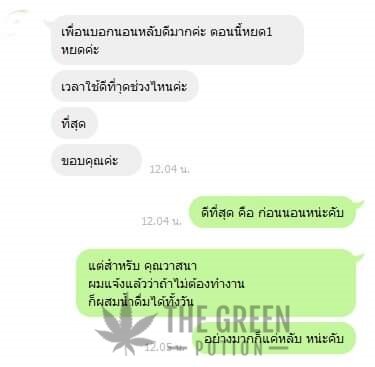 เพื่อนบอกนอนหลับดีมากค่ะ ตอนนี้หยด1
หยดค่ะ
เวลาใช้ดีที่าุดช่วงไหนค่ะ
ที่สุด
ขอบคุณค่ะ
12.04 น.
ดีที่สุด คือ ก่อนนอนหน่ะคับ
12.04 น.
แต่สำหรับ คุณวาสนา
ผมแจ้งแล้วว่าถ้าไม่ต้องทำงาน
ก็ผสมน้ำดื่มได้ทั้งวัน
THE GREEN
POTION
อย่างมากก็แค่หลับ หน่ะคับ
12.05 น.